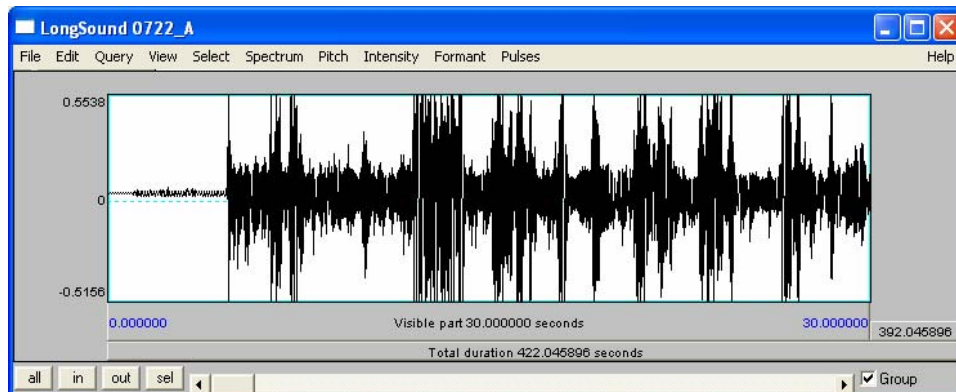 LongSound 0722_A
File Edit Query View Select Spectrum Pitch Intensity Formant Pulses Help
0.5538
0
-0.5156
0.000000 Visible part 30.000000 seconds 30.000000 392.045896
Total duration 422.045896 seconds
all in out sel Group